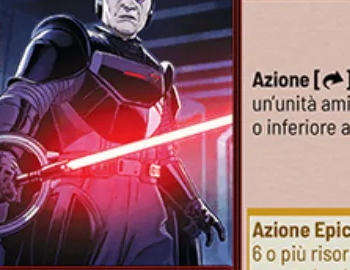 Azione [
un'unità ami
o inferiore a
Azione Epic
6 o più risor